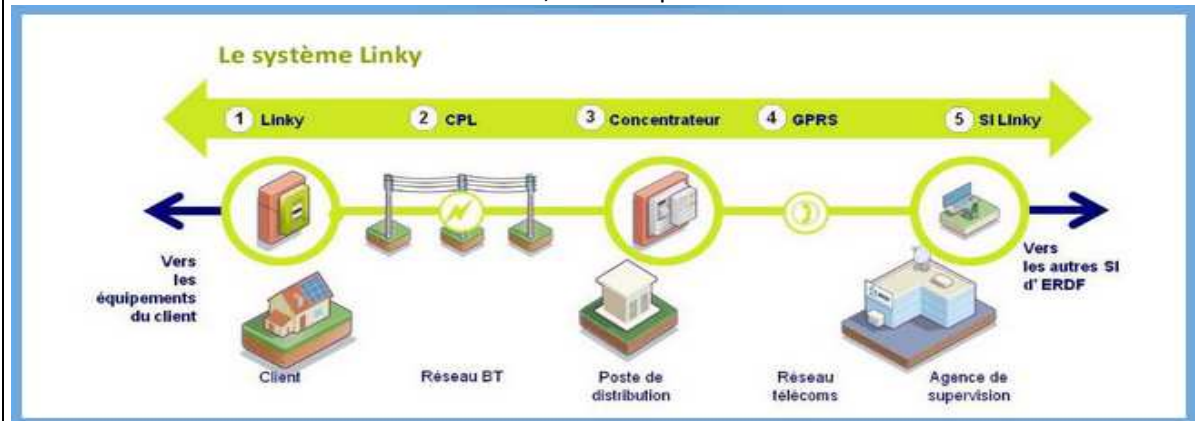 Le système Linky
1 Linky
2 CPL
3 Concentrateur
4 GPRS
5 SI Linky
Vers
les
équipements
du client
Vers
les autres SI
d' ERDF
Client
Réseau BT
Poste de
distribution
Réseau
télécoms
Agence de
supervision